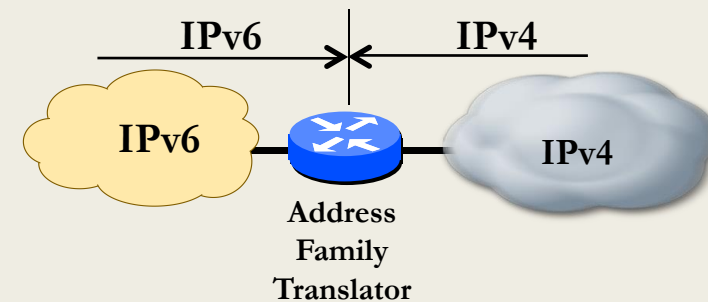 IPv6 IPv4
IPv6
IPv4
Address
Family
Translator